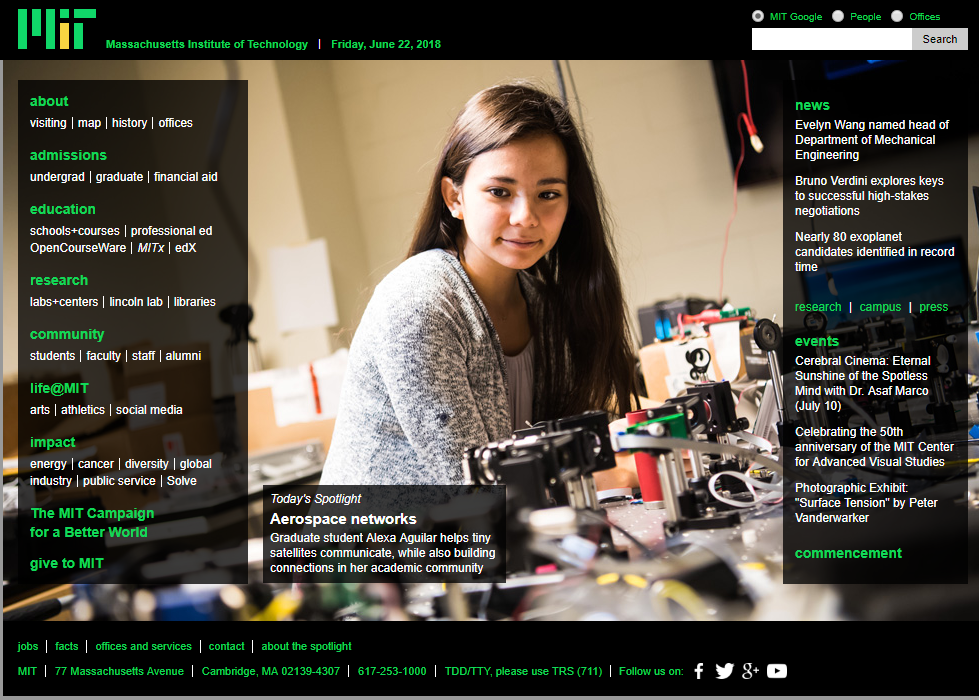 MIT Google People Offices
Search
MIT
Massachusetts Institute of Technology | Friday, June 22, 2018
about
visiting | map | history | offices
admissions
undergrad | graduate | financial aid
education
schools+courses | professional ed
OpenCourseWare | MITx | edX
research
labs+centers | lincoln lab | libraries
community
students | faculty | staff | alumni
life@MIT
arts | athletics | social media
impact
energy | cancer | diversity | global
industry | public service | Solve
The MIT Campaign
for a Better World
give to MIT
Today's Spotlight
Aerospace networks
Graduate student Alexa Aguilar helps tiny
satellites communicate, while also building
connections in her academic community
news
Evelyn Wang named head of
Department of Mechanical
Engineering
Bruno Verdini explores keys
to successful high-stakes
negotiations
Nearly 80 exoplanet
candidates identified in record
time
research | campus | press
events
Cerebral Cinema: Eternal
Sunshine of the Spotless
Mind with Dr. Asaf Marco
(July 10)
Celebrating the 50th
anniversary of the MIT Center
for Advanced Visual Studies
Photographic Exhibit:
"Surface Tension" by Peter
Vanderwarker
commencement
jobs | facts | offices and services | contact | about the spotlight
MIT | 77 Massachusetts Avenue | Cambridge, MA 02139-4307 | 617-253-1000 | TDD/TTY, please use TRS (711) | Follow us on: